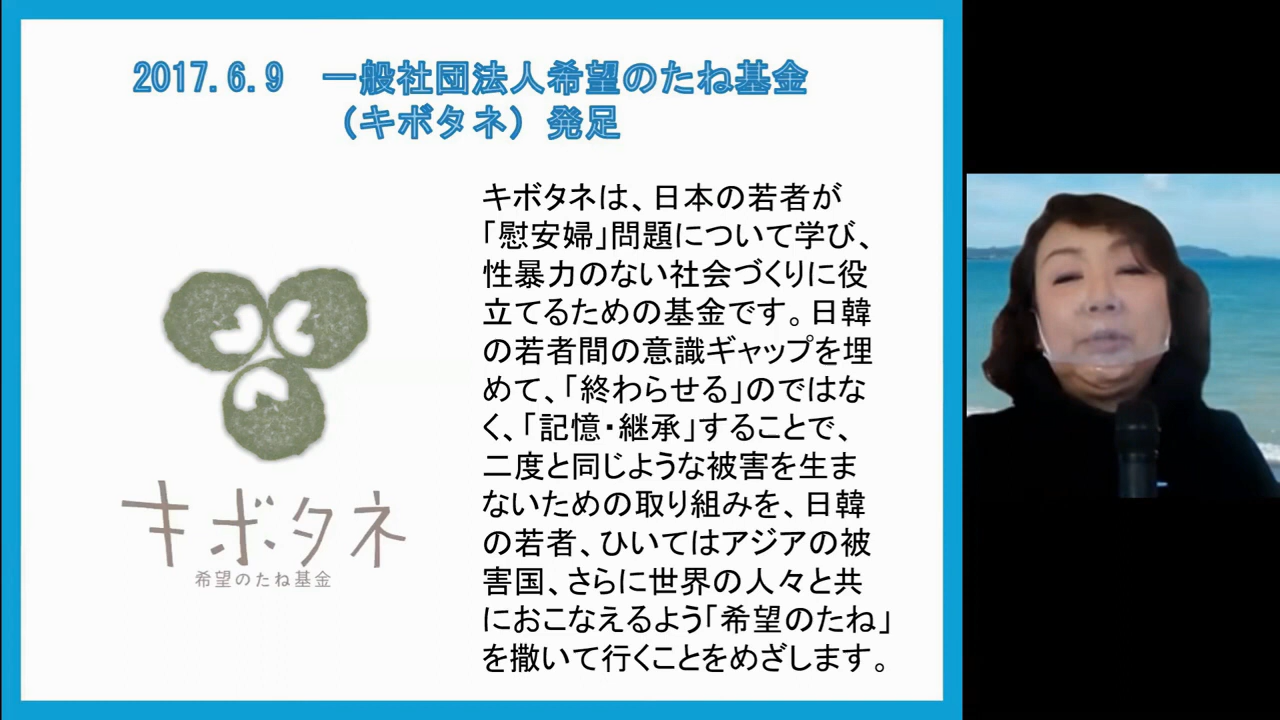 2017.6.9 一般社団法人希望のたね基金
（キボタネ）発足
キボタネは、日本の若者が
「慰安婦」問題について学び、
性暴力のない社会づくりに役
立てるための基金です。日韓
の若者間の意識ギャップを埋
めて、「終わらせる」のではな
く、「記憶・継承」することで、
二度と同じような被害を生ま
ないための取り組みを、日韓
の若者、ひいてはアジアの被
害国、さらに世界の人々と共
におこなえるよう「希望のたね」
を撒いて行くことをめざします。
キボタネ
希望のたね基金